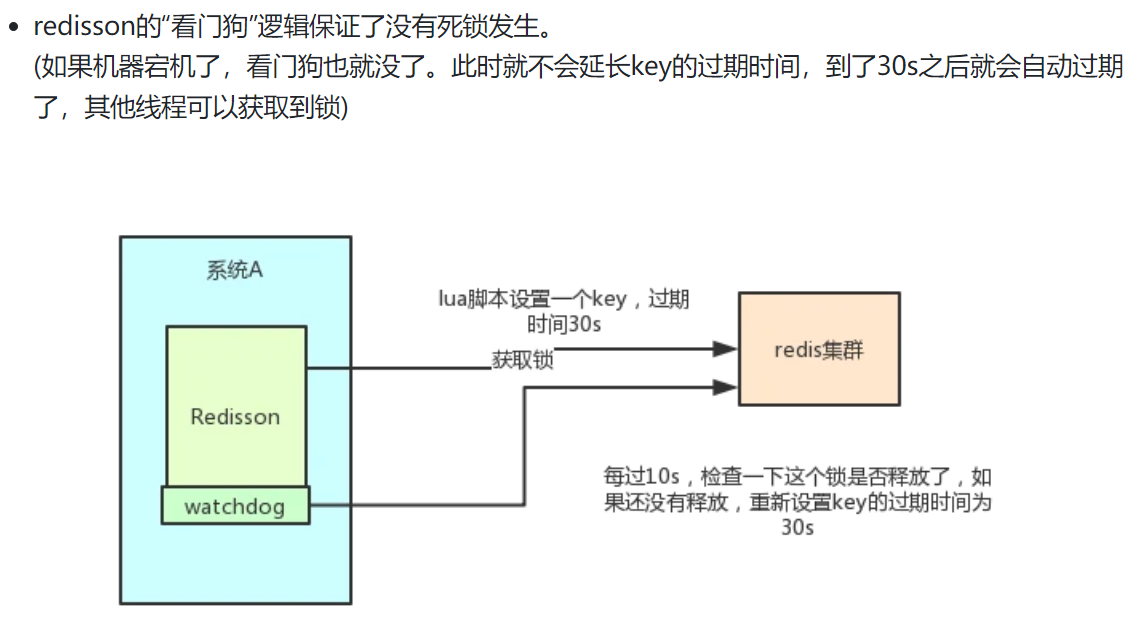 redisson的“看门狗”逻辑保证了没有死锁发生。
(如果机器宕机了，看门狗也就没了。此时就不会延长key的过期时间，到了30s之后就会自动过期
了，其他线程可以获取到锁)
系统A
lua脚本设置一个key，过期
时间30s
获取锁
redis集群
Redisson
watchdog
每过10s，检查一下这个锁是否释放了，如
果还没有释放，重新设置key的过期时间为
30s